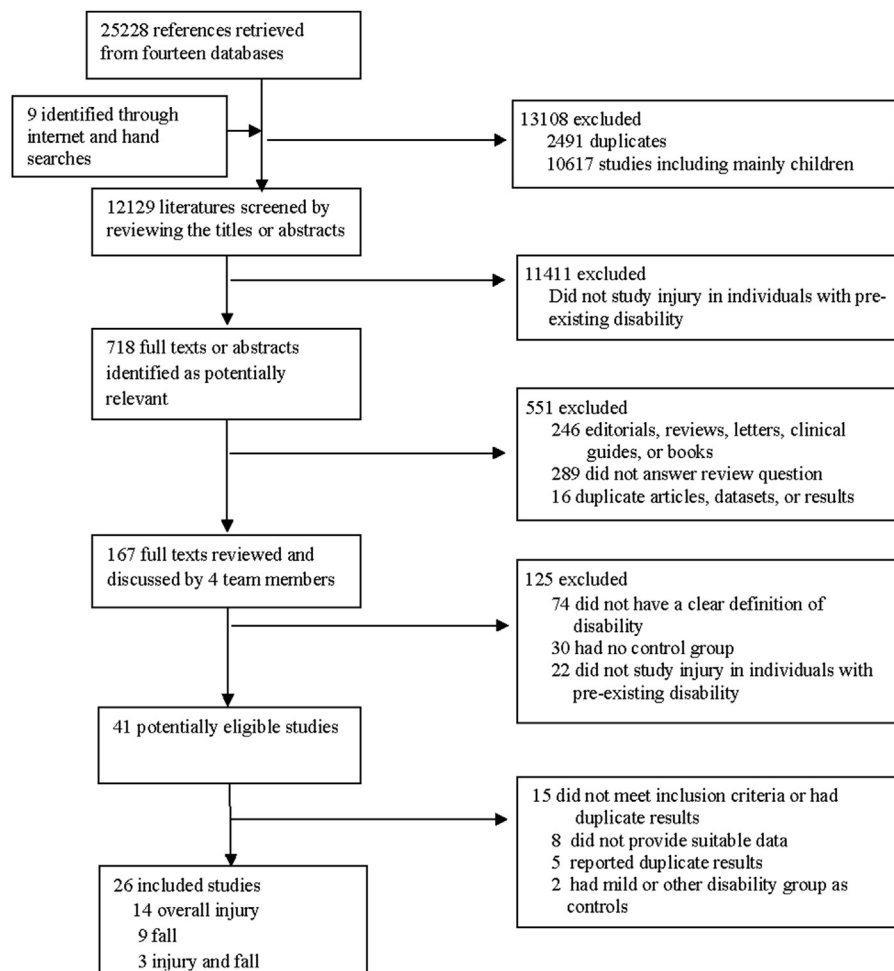 25228 references retrieved
from fourteen databases
9 identified through
internet and hand
searches
13108 excluded
2491 duplicates
10617 studies including mainly children
12129 literatures screened by
reviewing the titles or abstracts
11411 excluded
Did not study injury in individuals with pre-
existing disability
718 full texts or abstracts
identified as potentially
relevant
551 excluded
246 editorials, reviews, letters, clinical
guides, or books
289 did not answer review question
16 duplicate articles, datasets, or results
167 full texts reviewed and
discussed by 4 team members
125 excluded
74 did not have a clear definition of
disability
30 had no control group
22 did not study injury in individuals with
pre-existing disability
41 potentially eligible studies
15 did not meet inclusion criteria or had
duplicate results
8 did not provide suitable data
5 reported duplicate results
2 had mild or other disability group as
controls
26 included studies
14 overall injury
9 fall
3 injury and fall